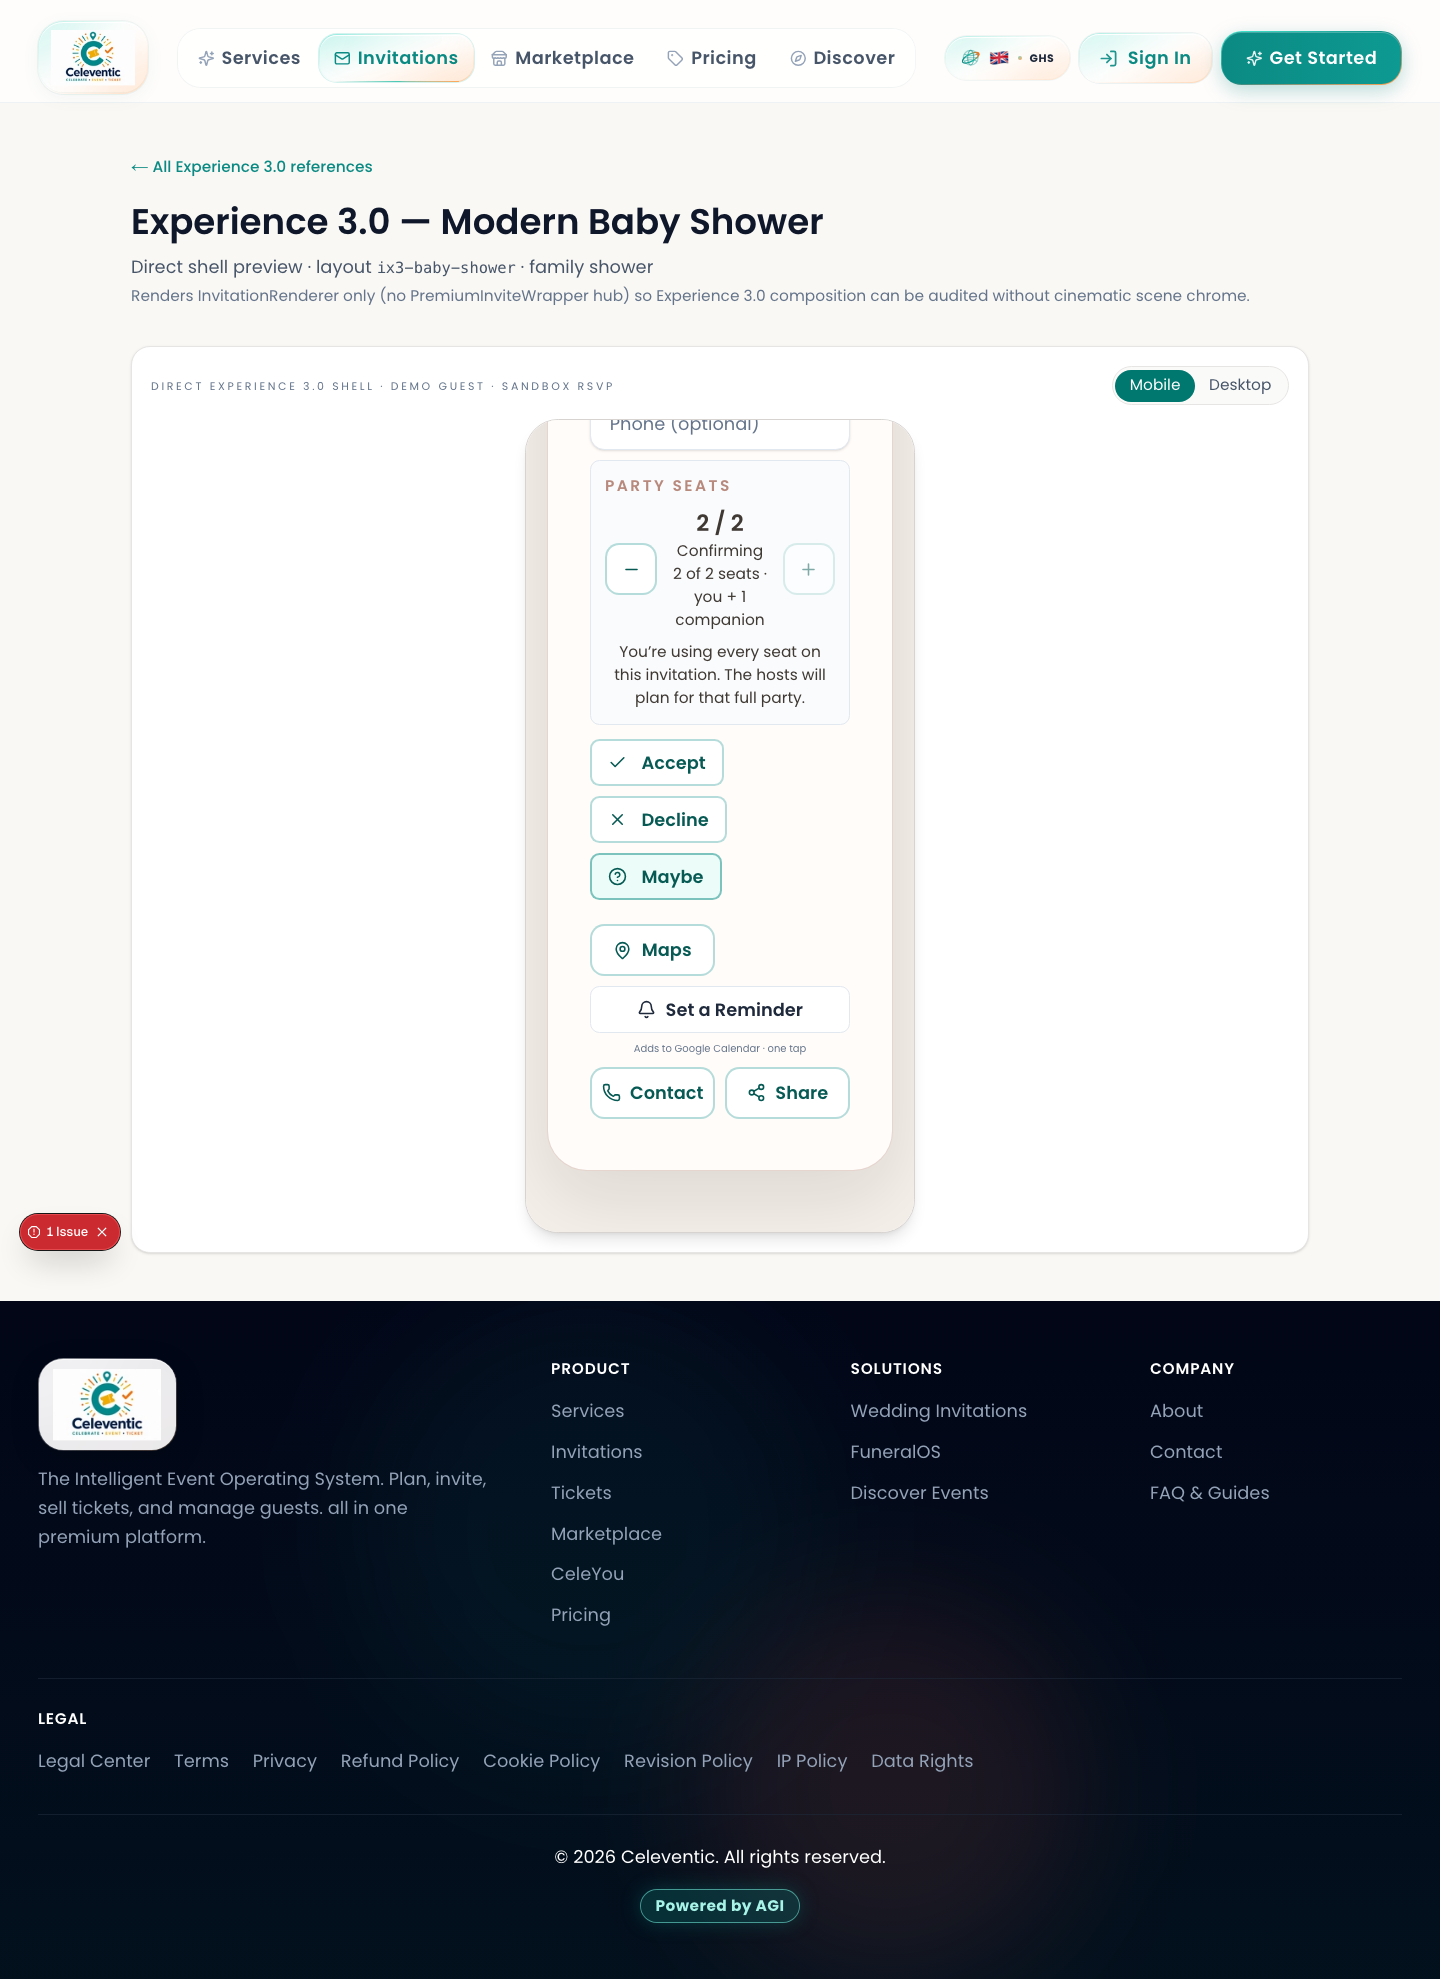 Celeventic
CELEBRATE • EVENT • TICKET
Services
Invitations
Marketplace
Pricing
Discover
GHS
Sign In
Get Started
← All Experience 3.0 references
Experience 3.0 — Modern Baby Shower
Direct shell preview · layout ix3-baby-shower · family shower
Renders InvitationRenderer only (no PremiumInviteWrapper hub) so Experience 3.0 composition can be audited without cinematic scene chrome.
DIRECT EXPERIENCE 3.0 SHELL · DEMO GUEST · SANDBOX RSVP
Mobile
Desktop
Phone (optional)
PARTY SEATS
2 / 2
Confirming
2 of 2 seats ·
you + 1
companion
You’re using every seat on
this invitation. The hosts will
plan for that full party.
Accept
Decline
Maybe
Maps
Set a Reminder
Adds to Google Calendar · one tap
Contact
Share
1 Issue
Celeventic
CELEBRATE • EVENT • TICKET
The Intelligent Event Operating System. Plan, invite,
sell tickets, and manage guests. all in one
premium platform.
PRODUCT
Services
Invitations
Tickets
Marketplace
CeleYou
Pricing
SOLUTIONS
Wedding Invitations
FuneralOS
Discover Events
COMPANY
About
Contact
FAQ & Guides
LEGAL
Legal Center
Terms
Privacy
Refund Policy
Cookie Policy
Revision Policy
IP Policy
Data Rights
© 2026 Celeventic. All rights reserved.
Powered by AGI